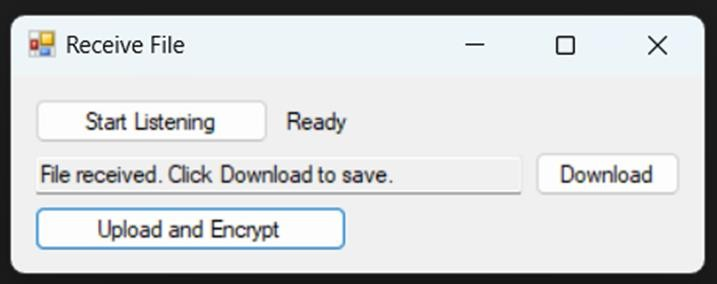 Receive File
Start Listening Ready
File received. Click Download to save. Download
Upload and Encrypt